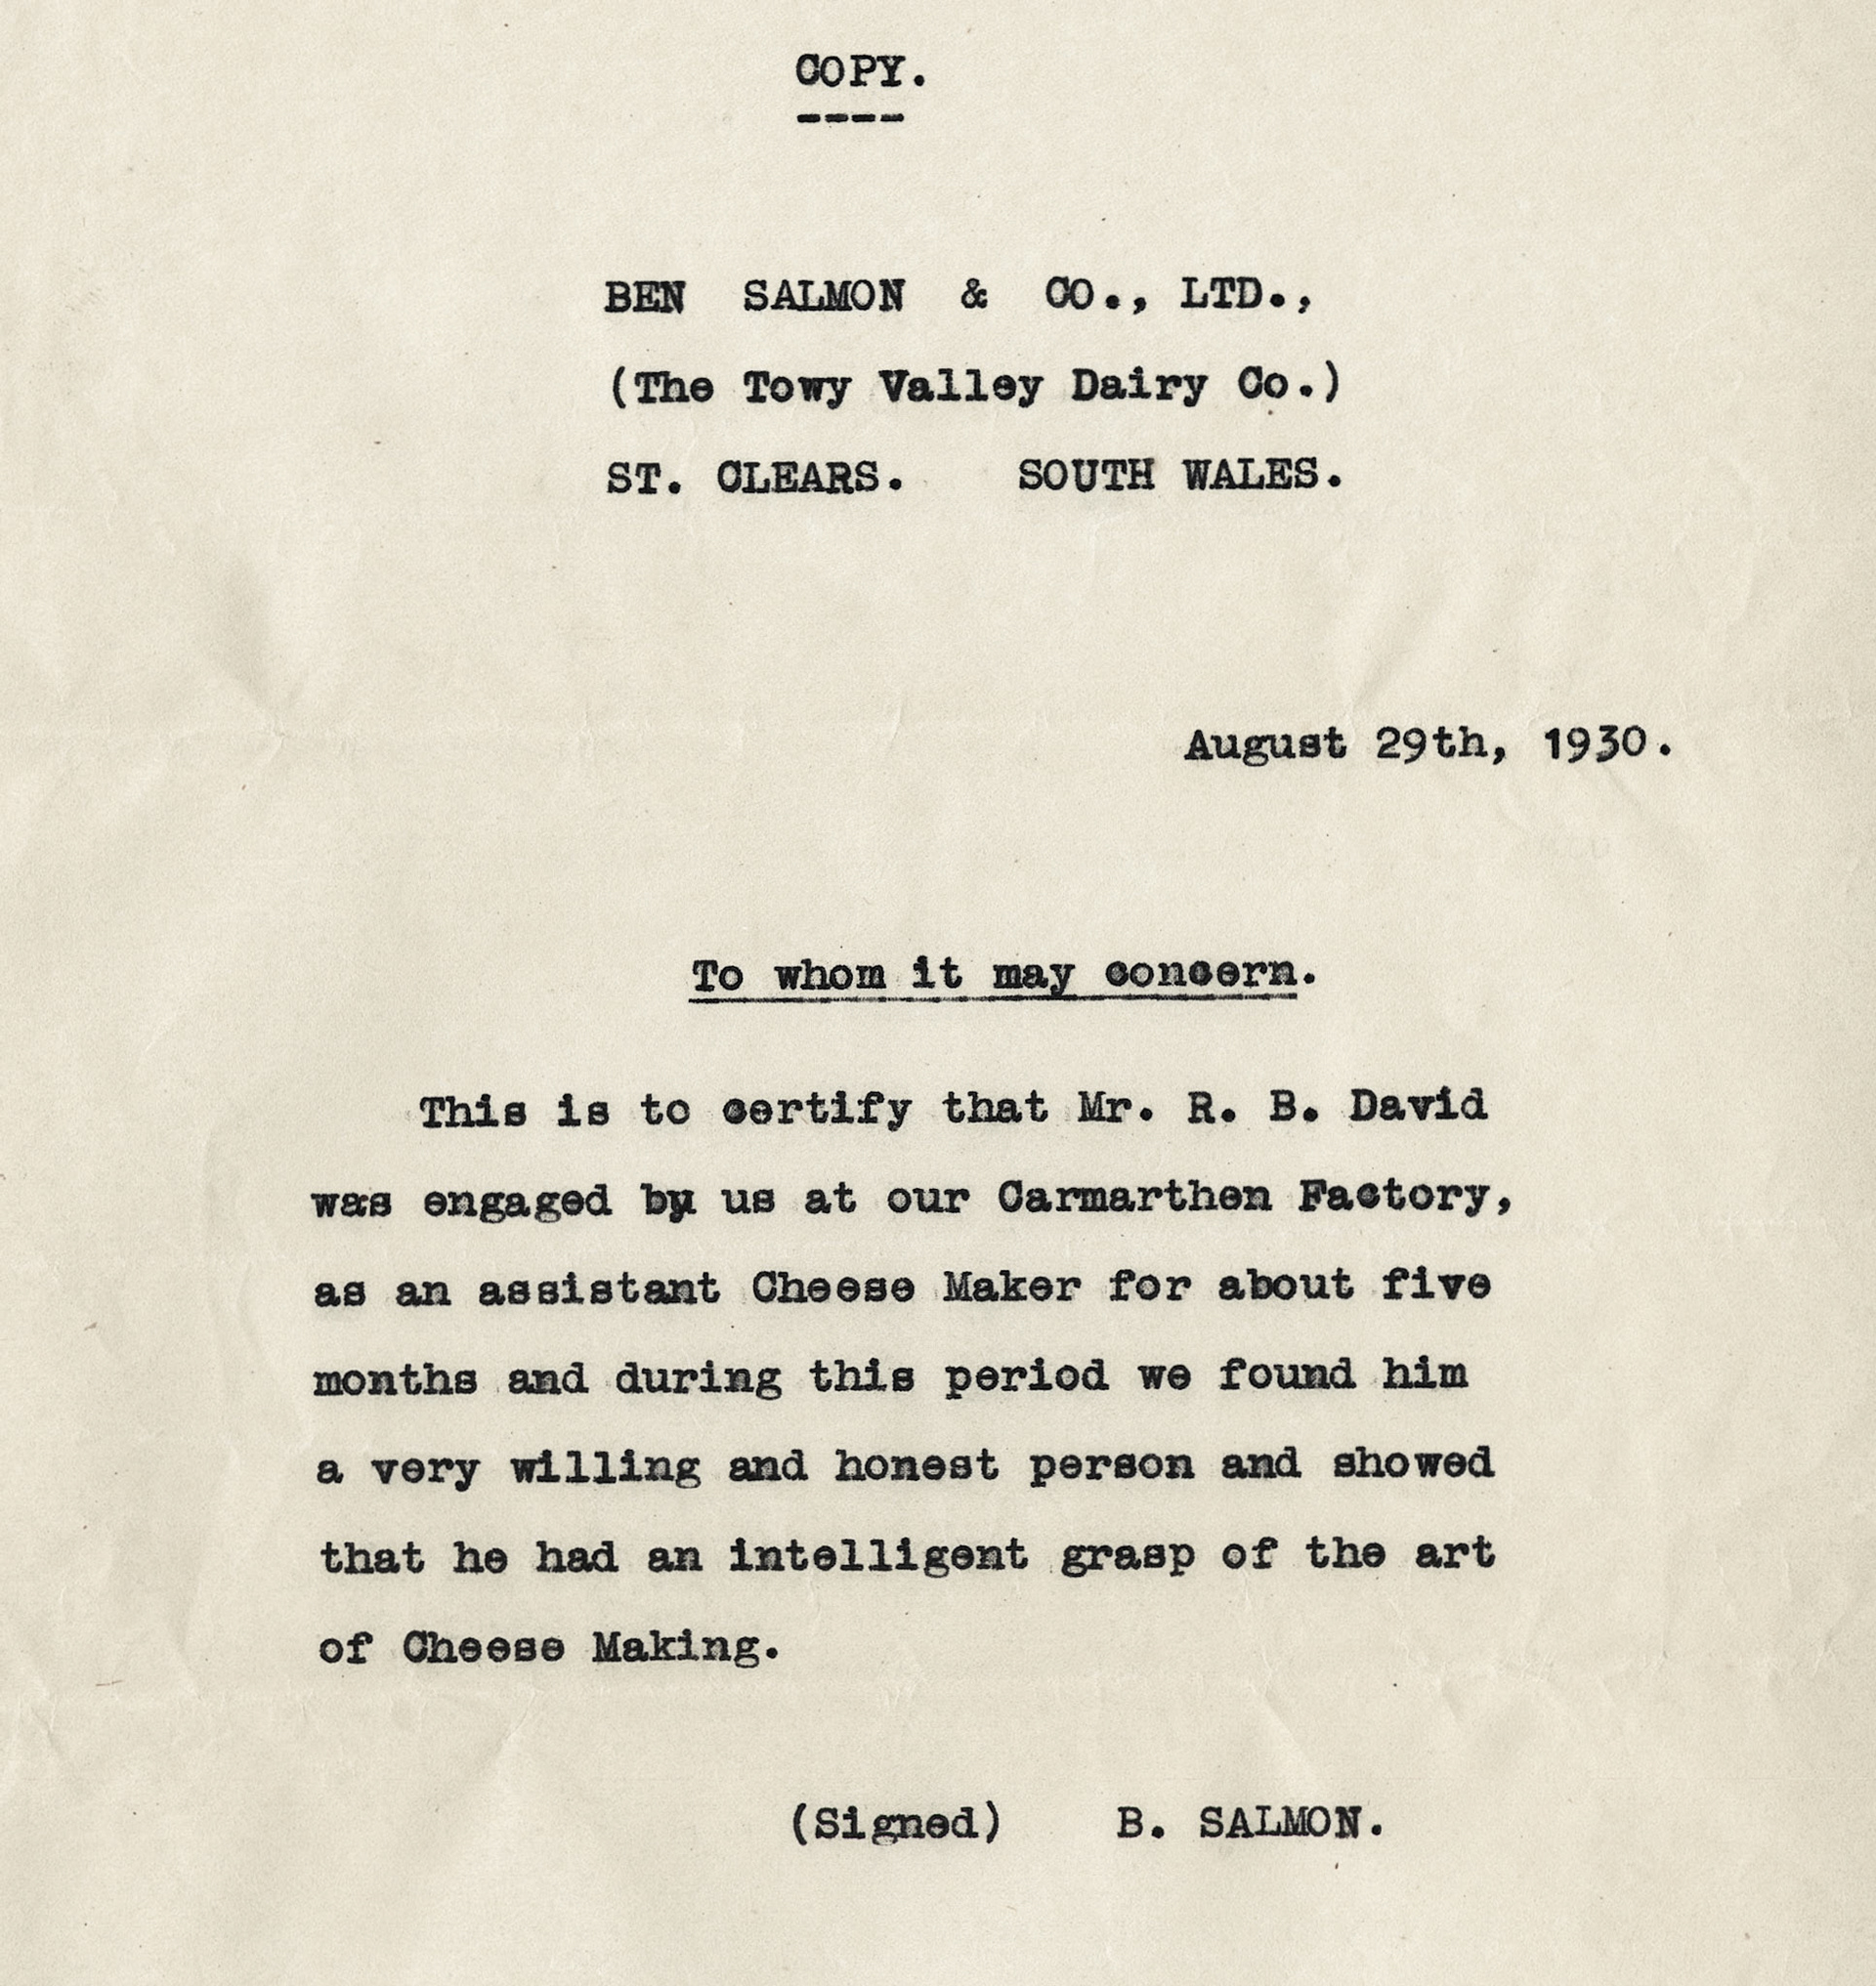 COPY.
----
BEN SALMON & CO., LTD.,
(The Towy Valley Dairy Co.)
ST. CLEARS. SOUTH WALES.
August 29th, 1930.
To whom it may concern.
This is to certify that Mr. R. B. David
was engaged by us at our Carmarthen Factory,
as an assistant Cheese Maker for about five
months and during this period we found him
a very willing and honest person and showed
that he had an intelligent grasp of the art
of Cheese Making.
(Signed) B. SALMON.